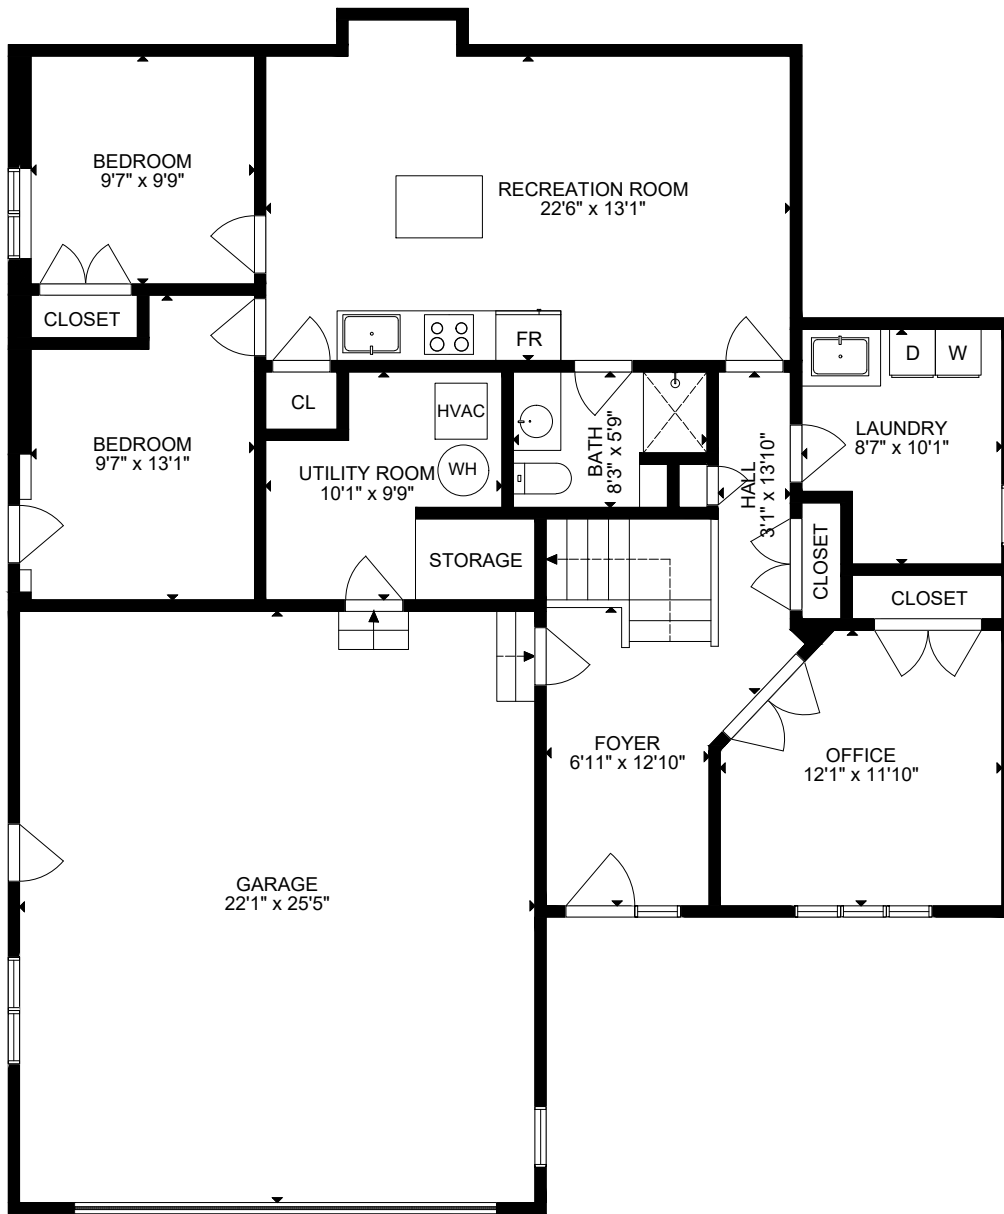 BEDROOM
9'7" x 9'9"
RECREATION ROOM
22'6" x 13'1"
CLOSET
FR
D
W
CL
HVAC
BEDROOM
9'7" x 13'1"
UTILITY ROOM
10'1" x 9'9"
WH
BATH
8'3" x 5'9"
HALL
3'1" x 13'10"
LAUNDRY
8'7" x 10'1"
STORAGE
CLOSET
CLOSET
FOYER
6'11" x 12'10"
OFFICE
12'1" x 11'10"
GARAGE
22'1" x 25'5"